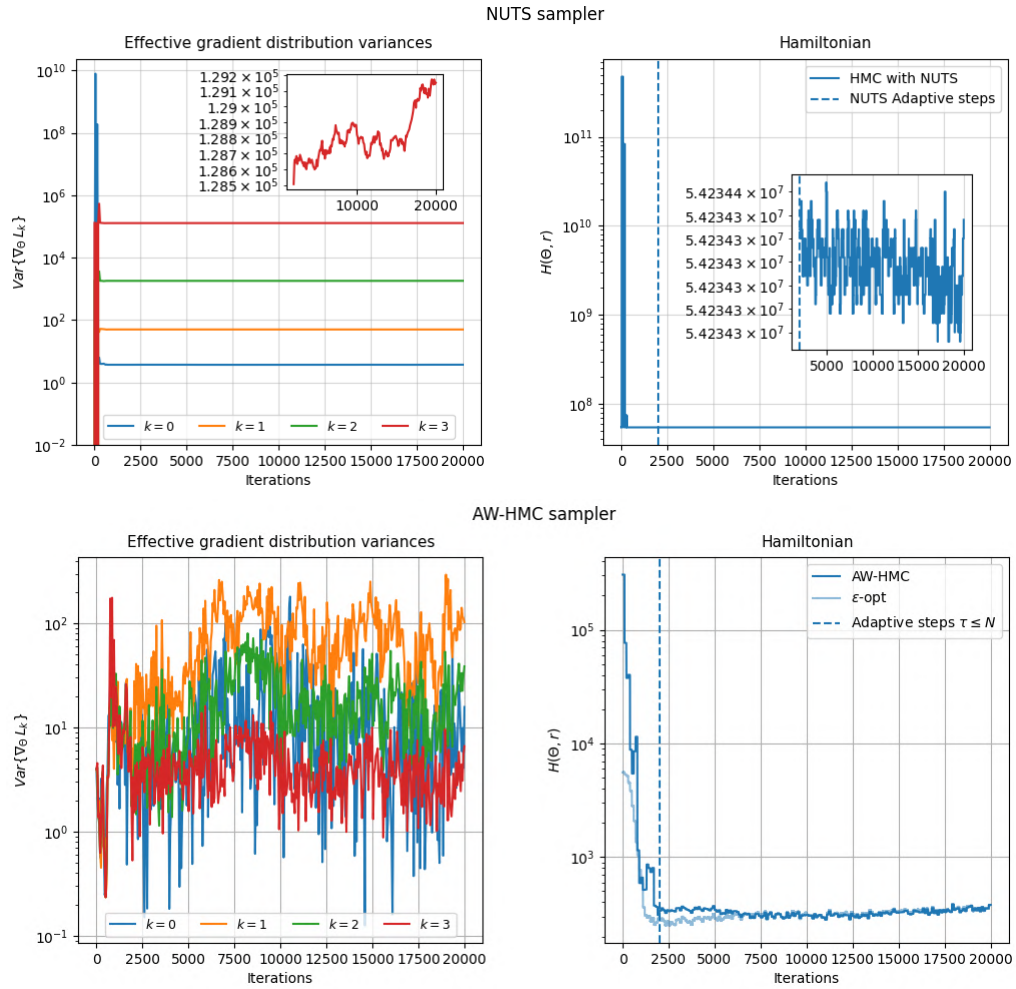 NUTS sampler
Effective gradient distribution variances
10^10
10^8
10^6
10^4
10^2
10^0
10^-2
Var{∇_Θ L_k}
1.292 × 10^5
1.291 × 10^5
1.29 × 10^5
1.289 × 10^5
1.288 × 10^5
1.287 × 10^5
1.286 × 10^5
1.285 × 10^5
10000 20000
k = 0 k = 1 k = 2 k = 3
0 2500 5000 7500 10000 12500 15000 17500 20000
Iterations
Hamiltonian
HMC with NUTS
NUTS Adaptive steps
10^11
10^10
10^9
10^8
H(Θ, r)
5.42344 × 10^7
5.42343 × 10^7
5.42343 × 10^7
5.42343 × 10^7
5.42343 × 10^7
5.42343 × 10^7
5.42343 × 10^7
5000 10000 15000 20000
0 2500 5000 7500 10000 12500 15000 17500 20000
Iterations
AW-HMC sampler
Effective gradient distribution variances
10^2
10^1
10^0
10^-1
Var{∇_Θ L_k}
k = 0 k = 1 k = 2 k = 3
0 2500 5000 7500 10000 12500 15000 17500 20000
Iterations
Hamiltonian
AW-HMC
ε-opt
Adaptive steps τ ≤ N
10^5
10^4
10^3
H(Θ, r)
0 2500 5000 7500 10000 12500 15000 17500 20000
Iterations